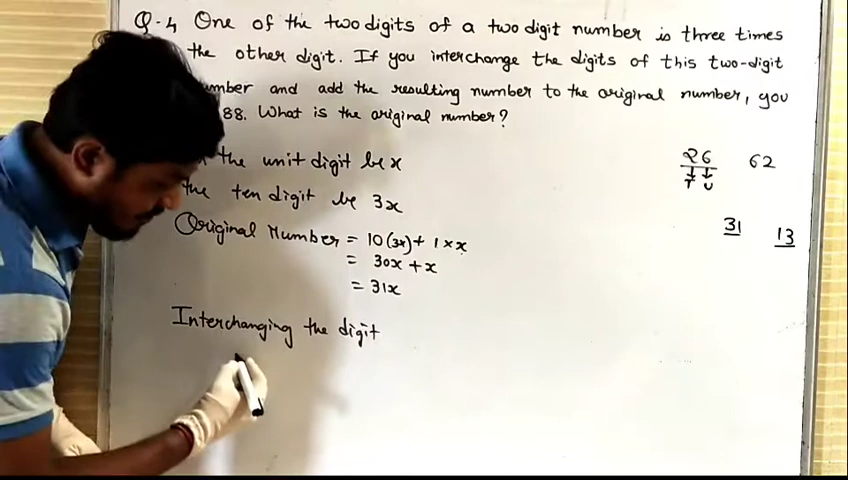 Q-4 One of the two digits of a two digit number is three times
the other digit. If you interchange the digits of this two-digit
number and add the resulting number to the original number, you
88. What is the original number?
the unit digit be x
the ten digit be 3x
Original Number = 10(3x) + 1 × x
= 30x + x
= 31x
Interchanging the digit
26 62
T U
31 13